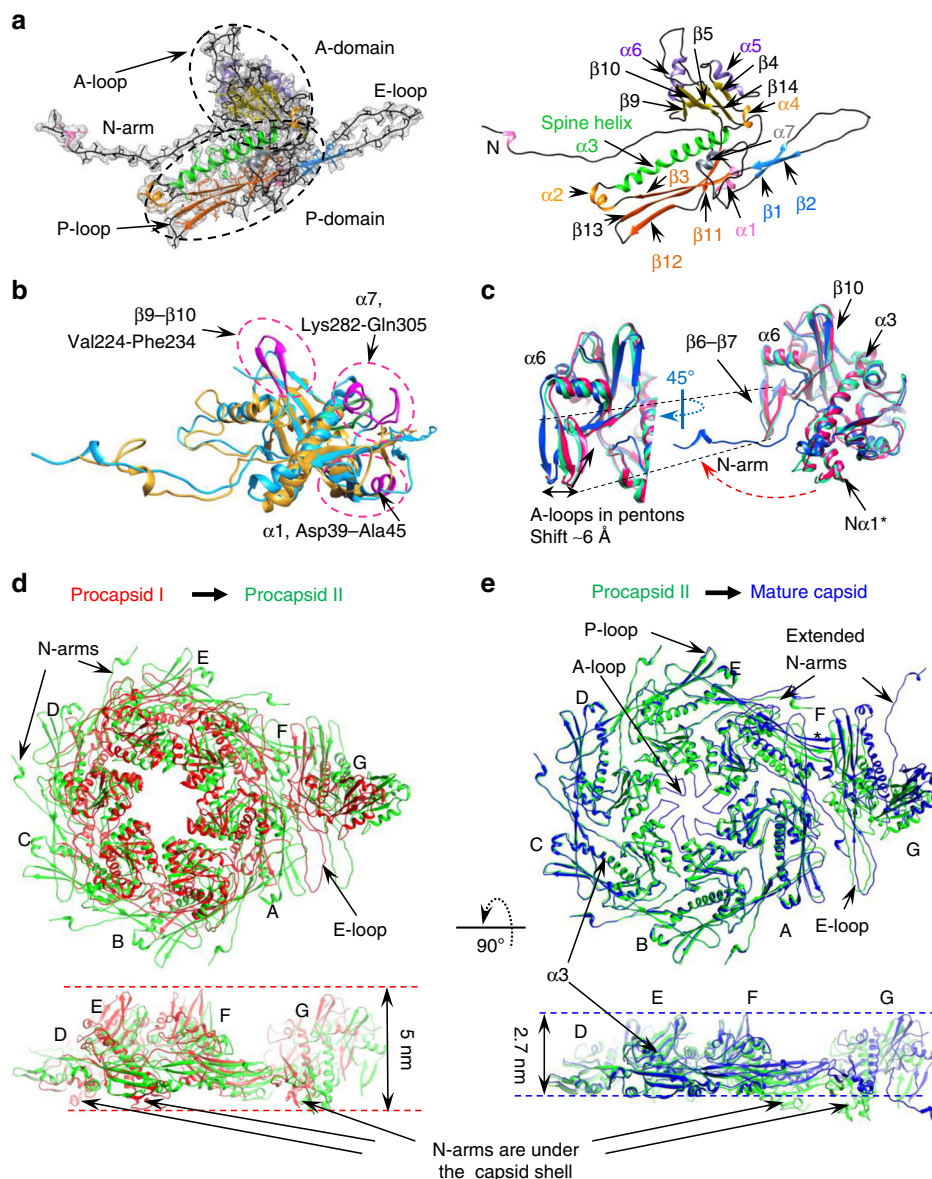 a
A-loop
A-domain
E-loop
N-arm
P-loop
P-domain
α6
β5
α5
β10
β4
β9
β14
α4
Spine helix
α3
α7
N
α2
β3
β13
β12
β11
α1
β1
β2
b
β9–β10
Val224-Phe234
α7,
Lys282-Gln305
α1, Asp39–Ala45
c
α6
β6–β7
α6
β10
α3
45°
N-arm
A-loops in pentons
Shift ~6 Å
Nα1*
d
Procapsid I
Procapsid II
N-arms
E
D
F
G
C
B
A
E-loop
90°
D
E
F
G
5 nm
e
Procapsid II
Mature capsid
P-loop
A-loop
Extended
N-arms
E
D
F
*
G
C
B
A
E-loop
α3
D
E
F
G
2.7 nm
N-arms are under
the capsid shell